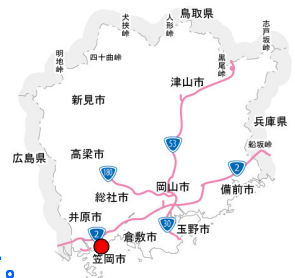 鳥取県
犬挟峠
人形峠
志戸坂峠
明地峠
四十曲峠
黒尾峠
津山市
新見市
兵庫県
53
船坂峠
広島県
高梁市
2
180
岡山市
備前市
総社市
井原市
30
玉野市
2
倉敷市
笠岡市